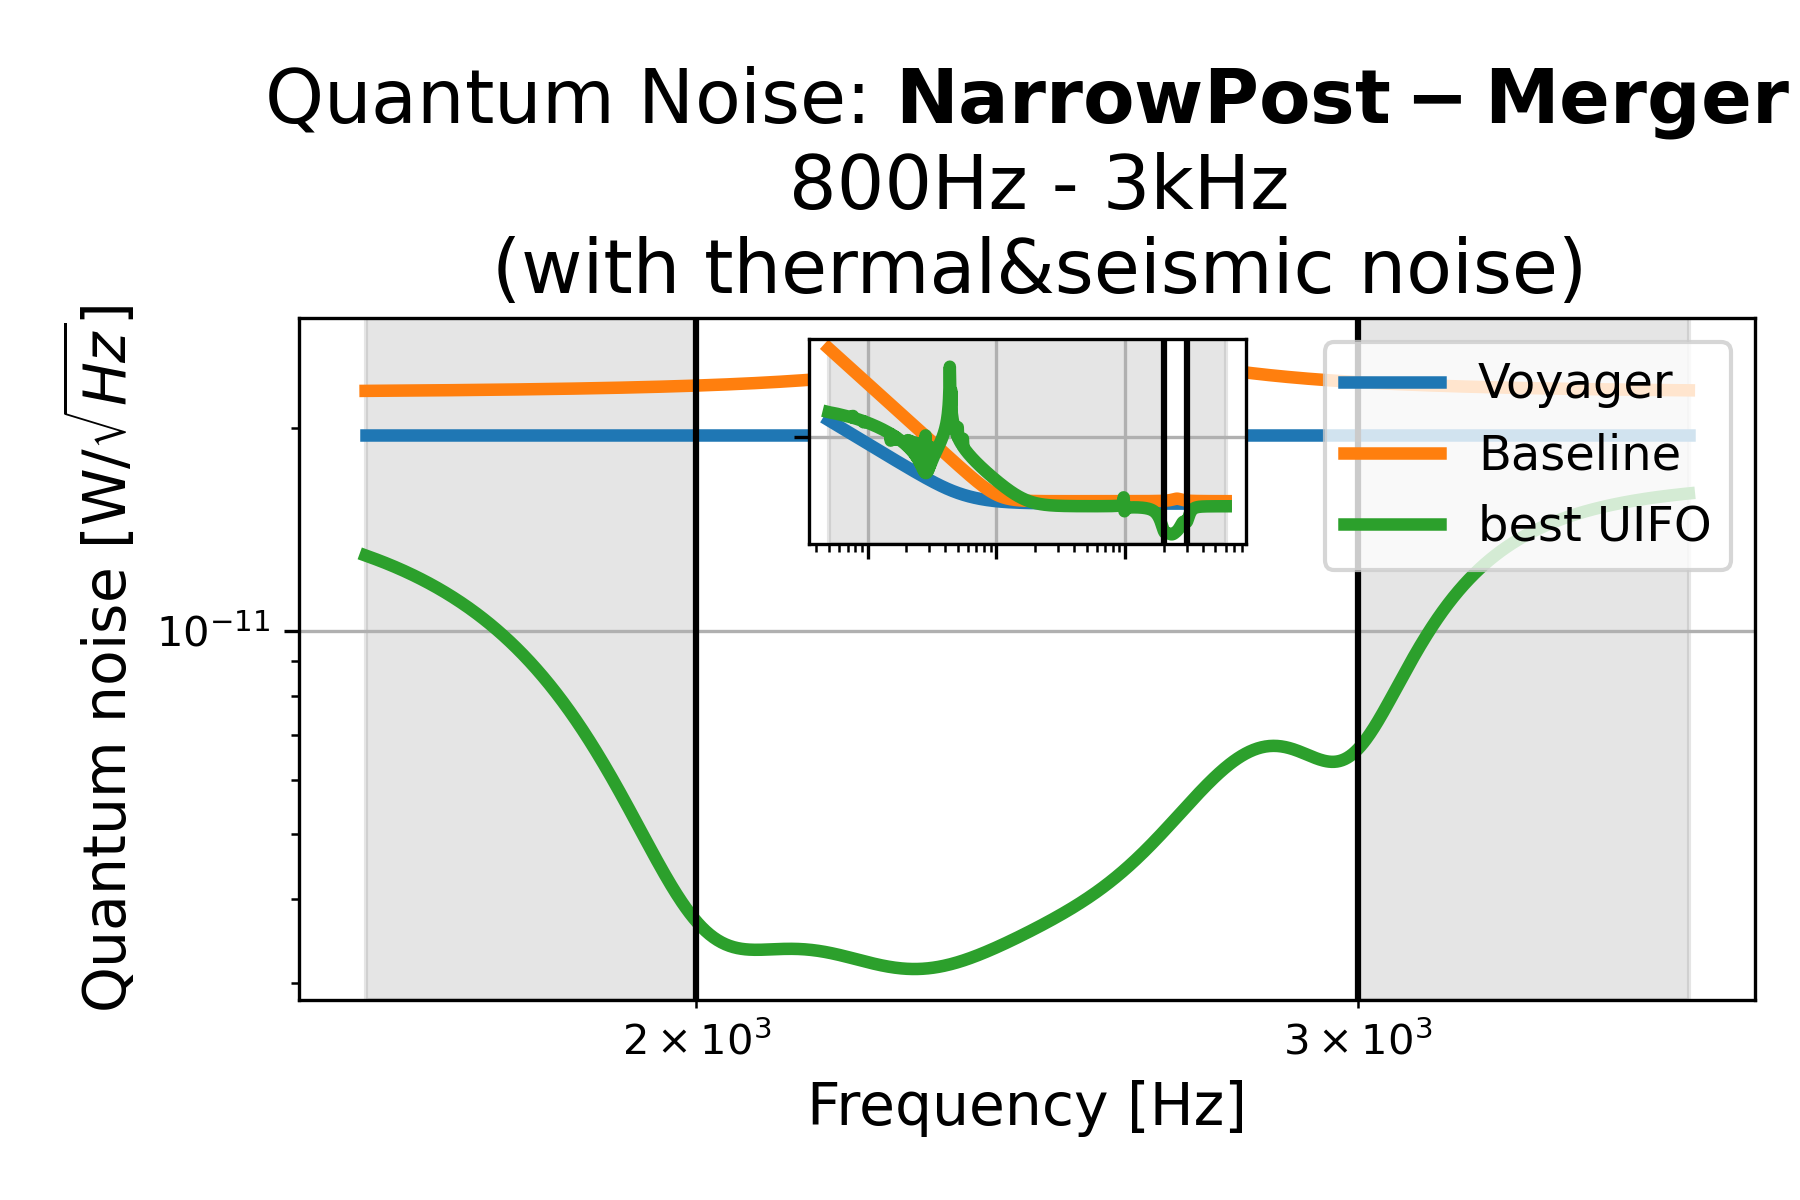 Quantum Noise: NarrowPost − Merger
800Hz - 3kHz
(with thermal&seismic noise)
Quantum noise [W/√Hz]
10⁻¹¹
Voyager
Baseline
best UIFO
2 × 10³
3 × 10³
Frequency [Hz]